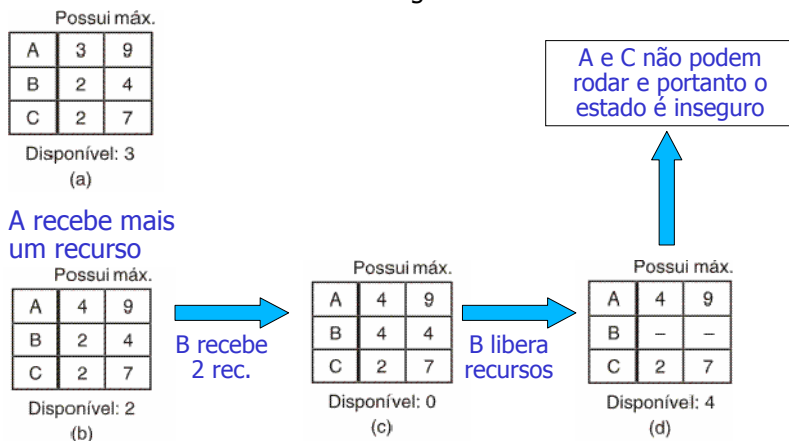 Possui máx.
A 3 9
B 2 4
C 2 7
Disponível: 3
(a)
A e C não podem
rodar e portanto o
estado é inseguro
A recebe mais
um recurso
Possui máx.
A 4 9
B 2 4
C 2 7
Disponível: 2
(b)
B recebe
2 rec.
Possui máx.
A 4 9
B 4 4
C 2 7
Disponível: 0
(c)
B libera
recursos
Possui máx.
A 4 9
B – –
C 2 7
Disponível: 4
(d)